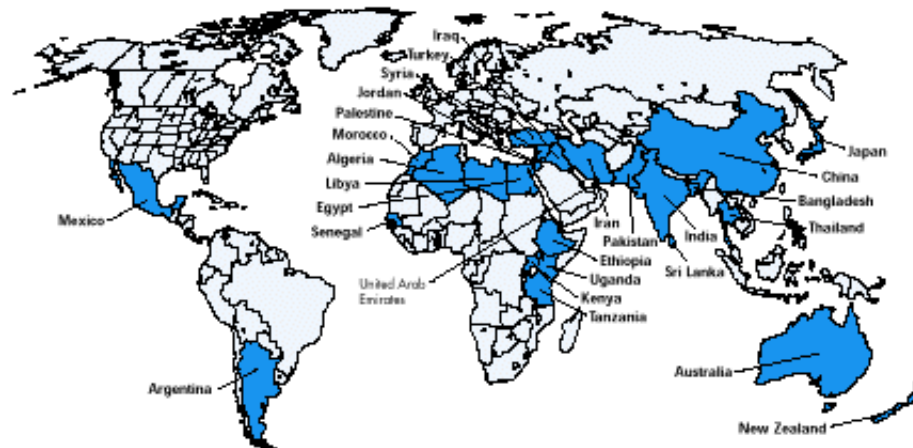 Iraq
Turkey
Syria
Jordan
Palestine
Morocco
Algeria
Libya
Egypt
Senegal
United Arab
Emirates
Mexico
Argentina
Japan
China
Bangladesh
Thailand
India
Sri Lanka
Iran
Pakistan
Ethiopia
Uganda
Kenya
Tanzania
Australia
New Zealand